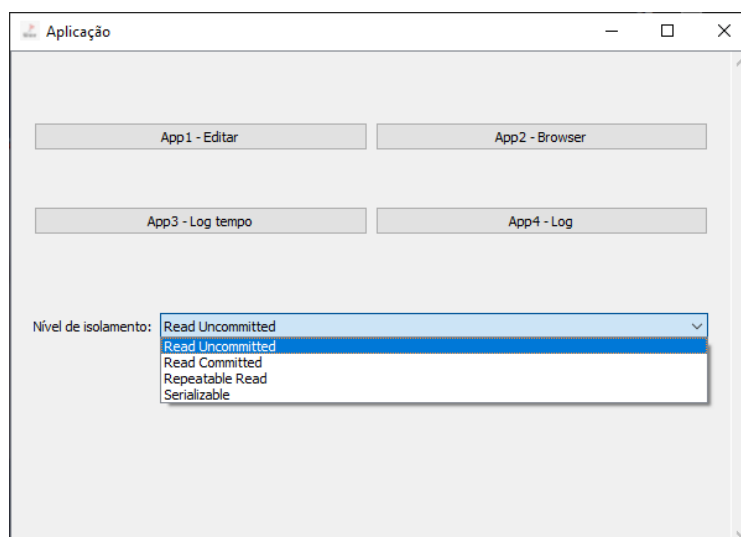 Aplicação
App1 - Editar
App2 - Browser
App3 - Log tempo
App4 - Log
Nível de isolamento: Read Uncommitted
Read Uncommitted
Read Committed
Repeatable Read
Serializable